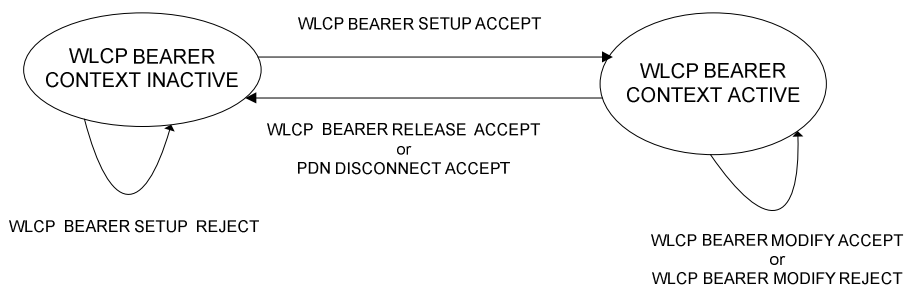 WLCP BEARER SETUP ACCEPT
WLCP BEARER
CONTEXT INACTIVE
WLCP BEARER
CONTEXT ACTIVE
WLCP BEARER RELEASE ACCEPT
or
PDN DISCONNECT ACCEPT
WLCP BEARER SETUP REJECT
WLCP BEARER MODIFY ACCEPT
or
WLCP BEARER MODIFY REJECT